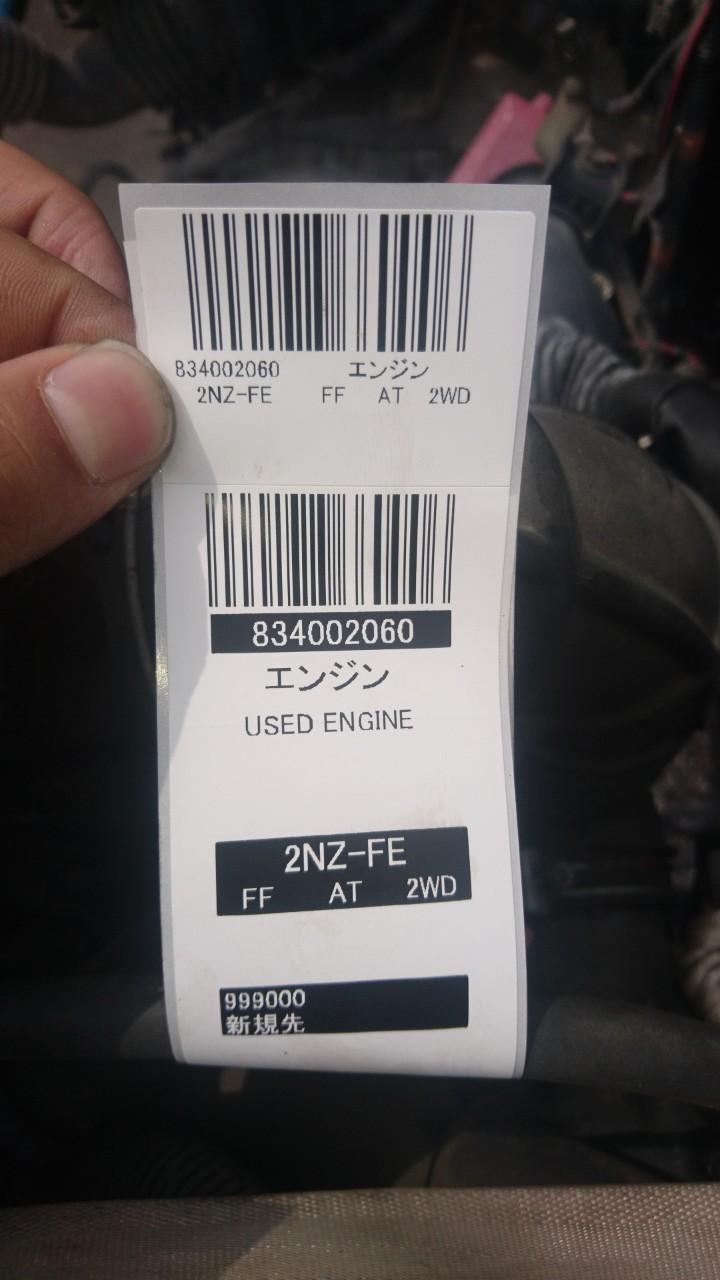 834002060 エンジン
2NZ-FE FF AT 2WD
834002060
エンジン
USED ENGINE
2NZ-FE
FF AT 2WD
999000
新規先